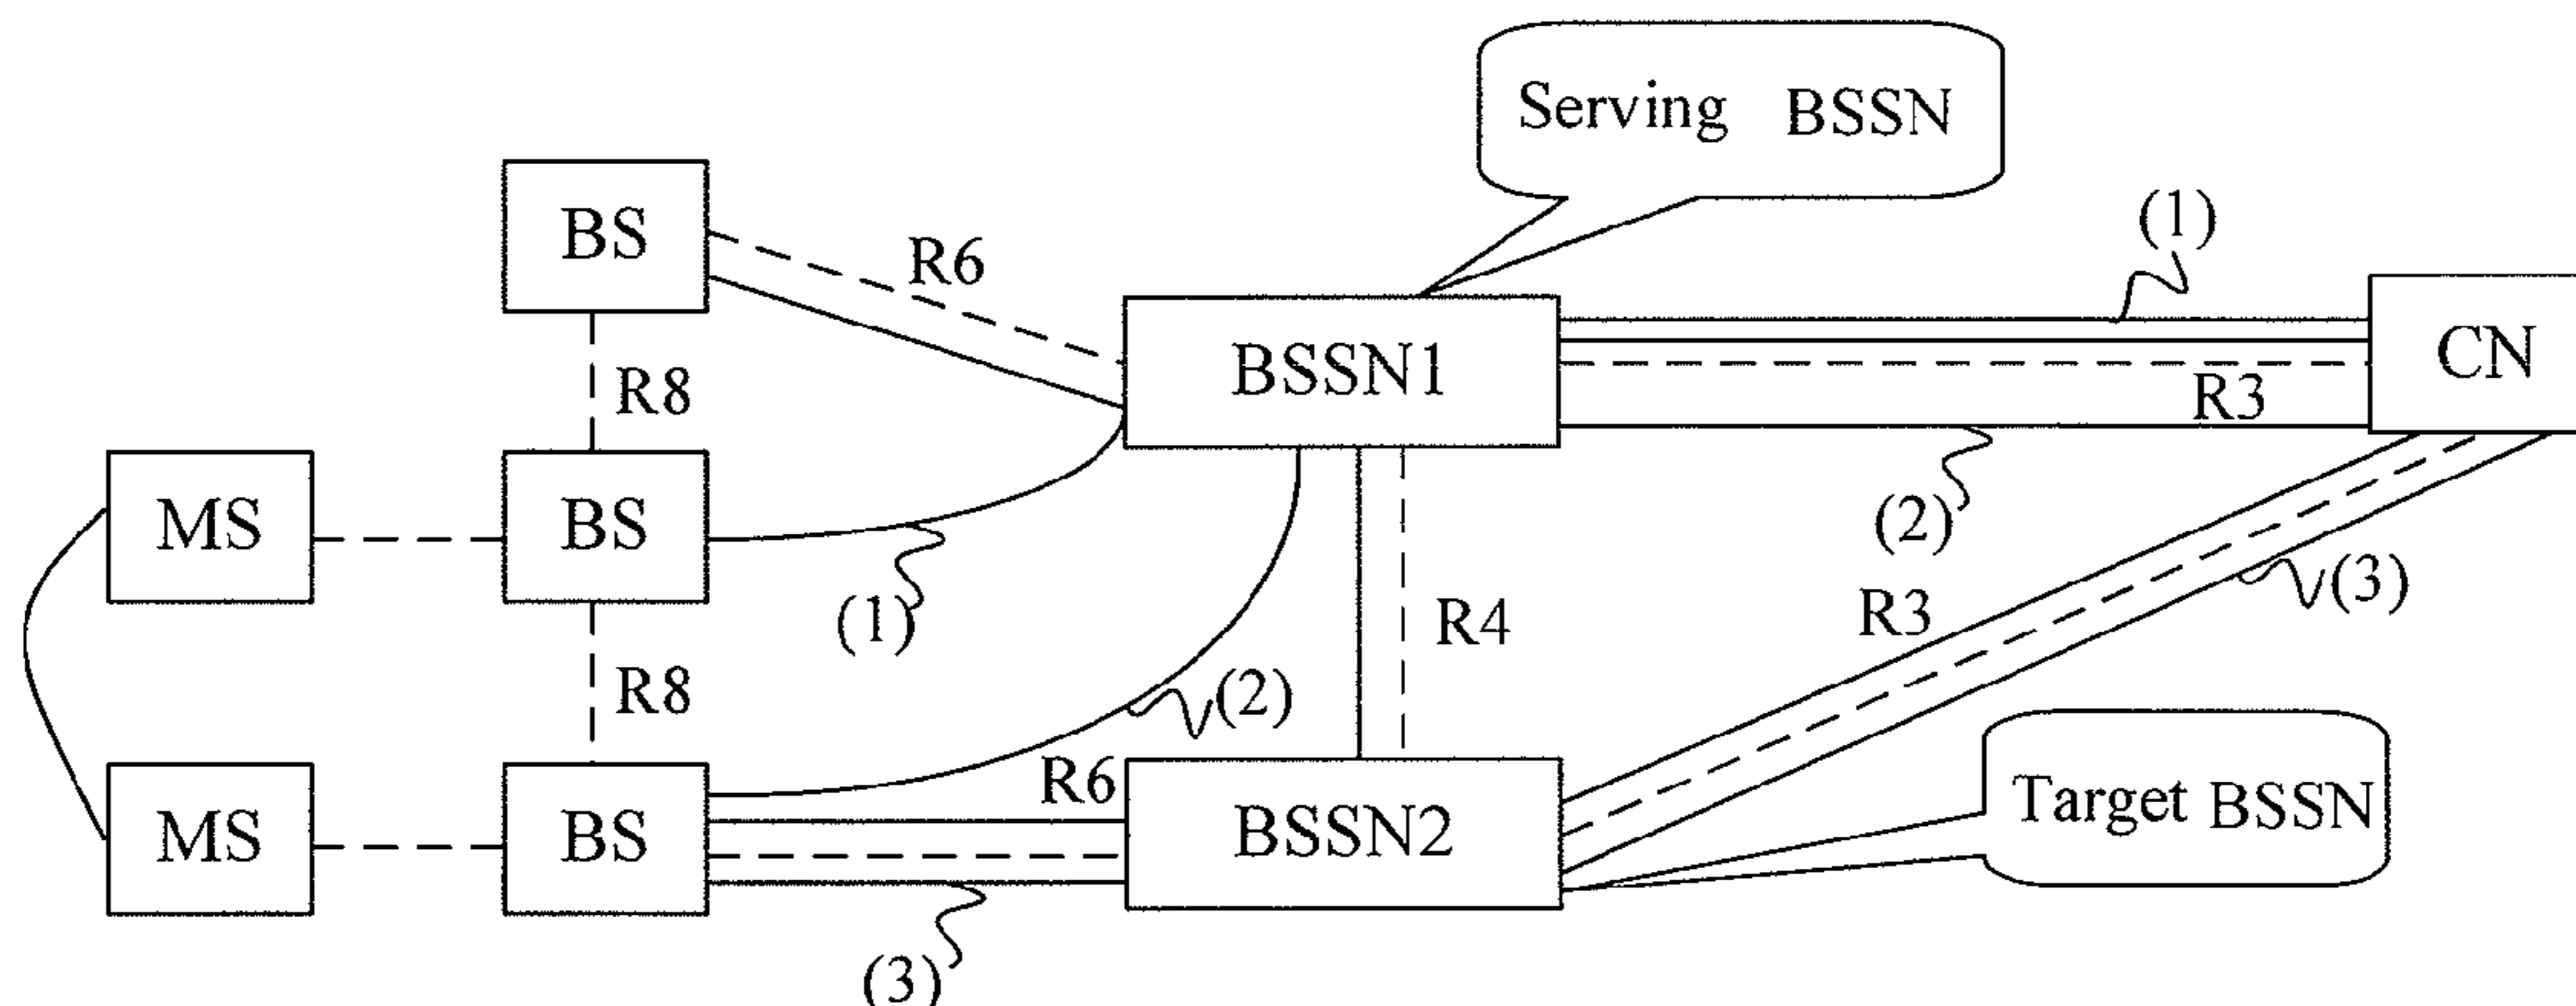 Serving BSSN
(1)
BS
R6
BSSN1
CN
R8
R3
MS
BS
(2)
(1)
R4
R3
(3)
R8
(2)
R6
Target BSSN
MS
BS
BSSN2
(3)